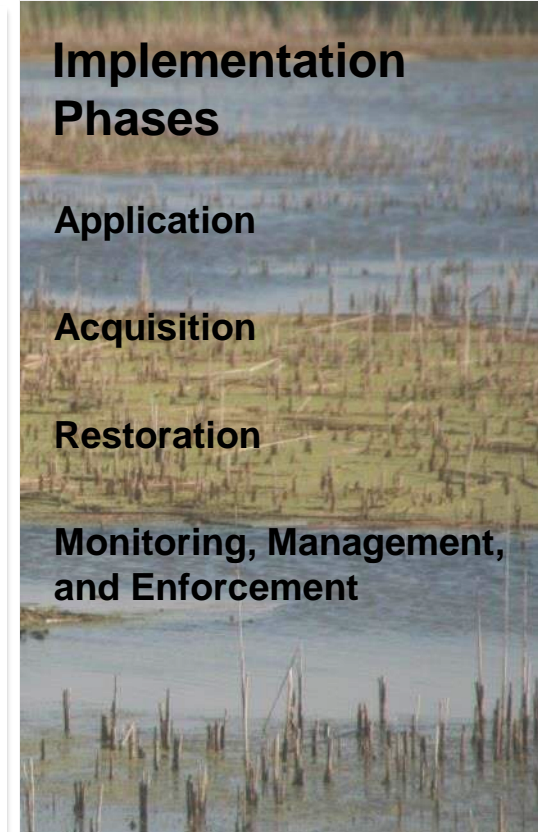 Implementation
Phases
Application
Acquisition
Restoration
Monitoring, Management,
and Enforcement